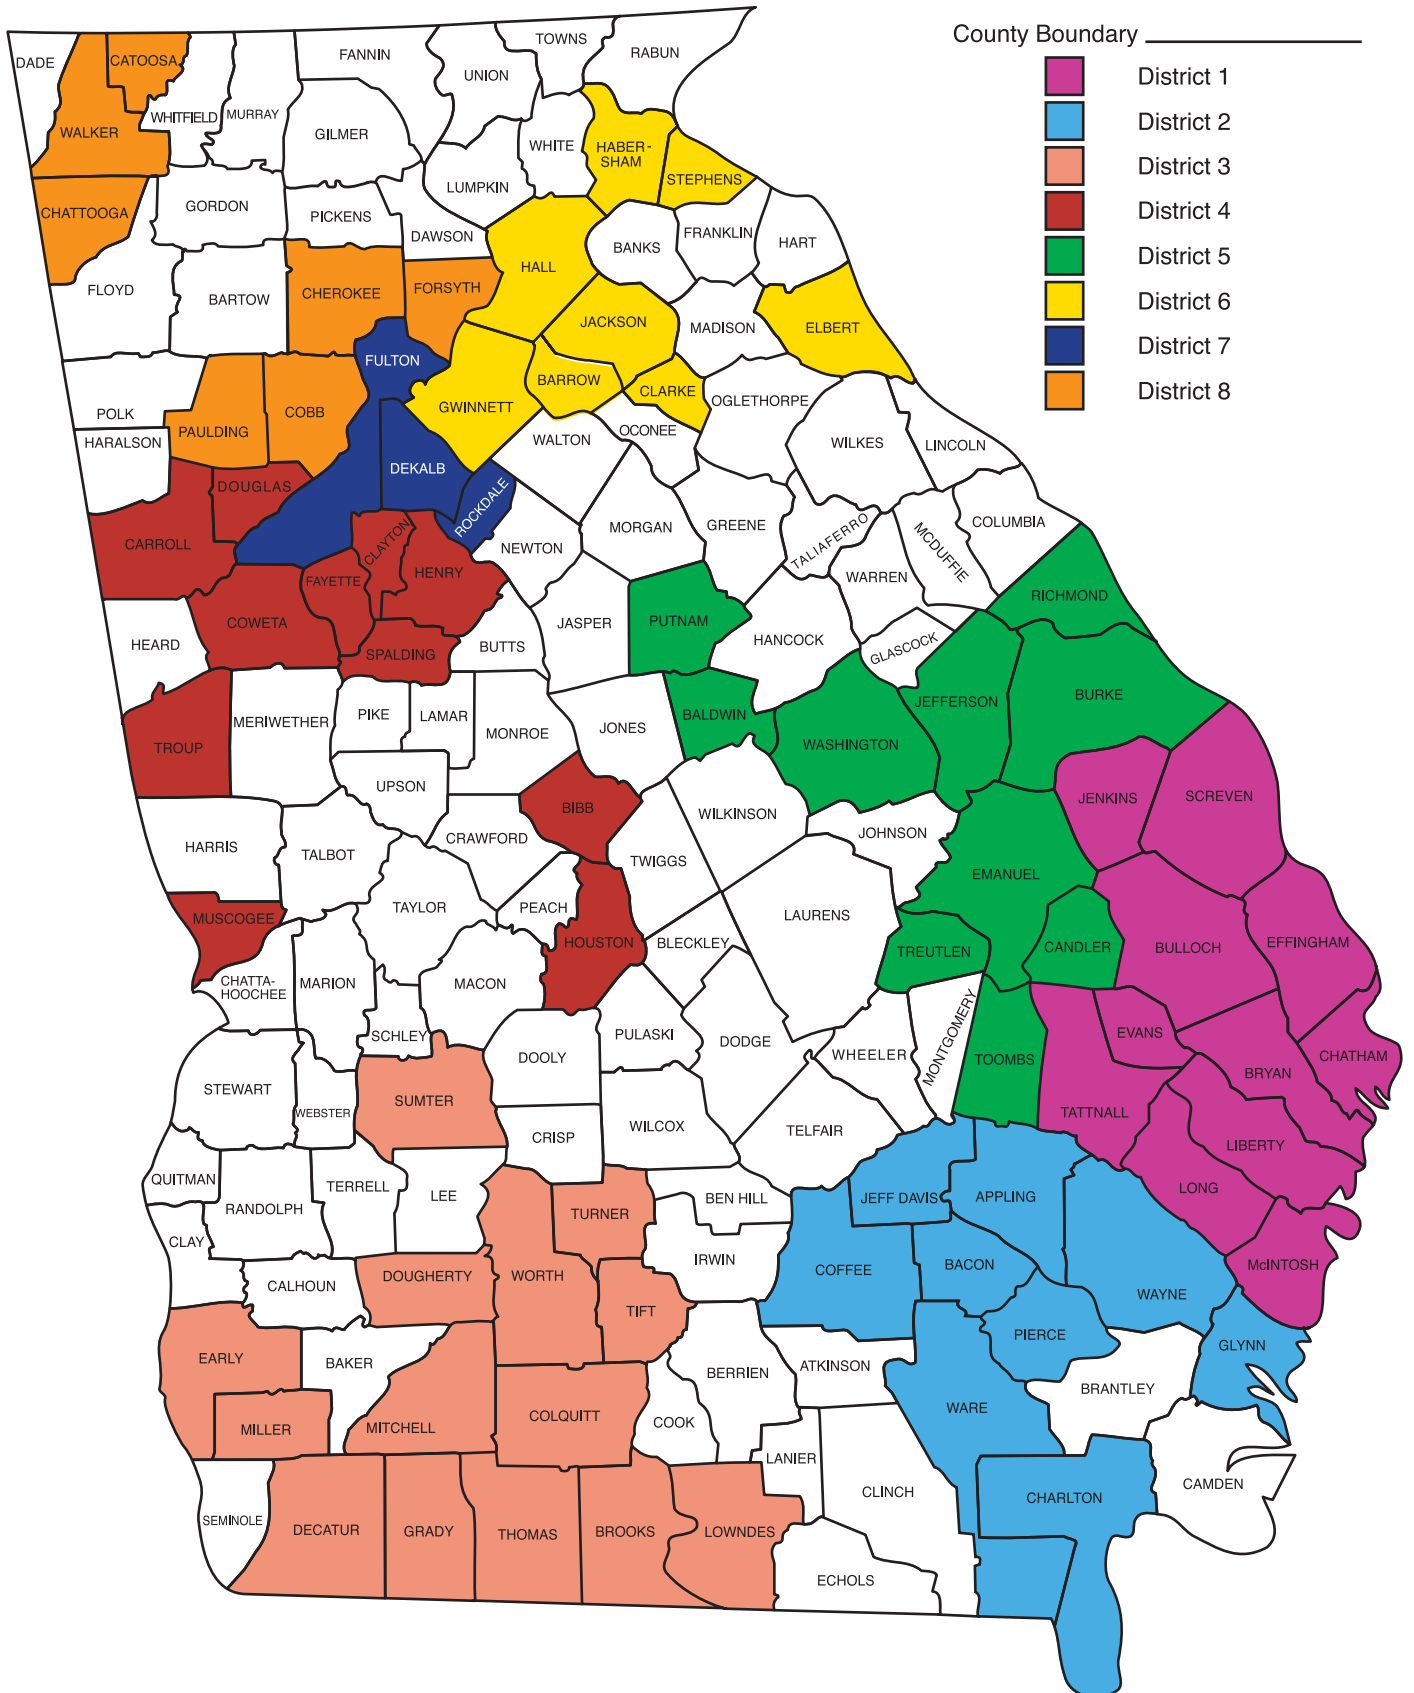 County Boundary
District 1
District 2
District 3
District 4
District 5
District 6
District 7
District 8
DADE
CATOOSA
FANNIN
TOWNS
RABUN
UNION
WALKER
WHITFIELD
MURRAY
GILMER
WHITE
HABER-
SHAM
STEPHENS
LUMPKIN
CHATTOOGA
GORDON
PICKENS
DAWSON
BANKS
FRANKLIN
HART
FLOYD
BARTOW
CHEROKEE
FORSYTH
HALL
JACKSON
MADISON
ELBERT
FULTON
BARROW
CLARKE
GWINNETT
POLK
HARALSON
PAULDING
COBB
OGLETHORPE
WALTON
OCONEE
WILKES
LINCOLN
DEKALB
DOUGLAS
ROCKDALE
CARROLL
CLAYTON
NEWTON
MORGAN
GREENE
TALIAFERRO
MCDUFFIE
COLUMBIA
FAYETTE
HENRY
WARREN
RICHMOND
HEARD
COWETA
SPALDING
BUTTS
JASPER
PUTNAM
HANCOCK
GLASCOCK
TROUP
MERIWETHER
PIKE
LAMAR
MONROE
JONES
BALDWIN
WASHINGTON
JEFFERSON
BURKE
UPSON
BIBB
WILKINSON
JOHNSON
JENKINS
SCREVEN
HARRIS
TALBOT
CRAWFORD
TWIGGS
EMANUEL
MUSCOGEE
TAYLOR
PEACH
HOUSTON
BLECKLEY
LAURENS
TREUTLEN
CANDLER
BULLOCH
EFFINGHAM
CHATTA-
HOOCHEE
MARION
MACON
SCHLEY
DOOLY
PULASKI
DODGE
WHEELER
MONTGOMERY
TOOMBS
EVANS
BRYAN
CHATHAM
STEWART
WEBSTER
SUMTER
CRISP
WILCOX
TELFAIR
TATTNALL
LIBERTY
QUITMAN
RANDOLPH
TERRELL
LEE
TURNER
BEN HILL
JEFF DAVIS
APPLING
LONG
CLAY
CALHOUN
DOUGHERTY
WORTH
IRWIN
COFFEE
BACON
WAYNE
McINTOSH
TIFT
EARLY
BAKER
BERRIEN
ATKINSON
PIERCE
GLYNN
BRANTLEY
MILLER
MITCHELL
COLQUITT
COOK
WARE
LANIER
CLINCH
CHARLTON
CAMDEN
SEMINOLE
DECATUR
GRADY
THOMAS
BROOKS
LOWNDES
ECHOLS